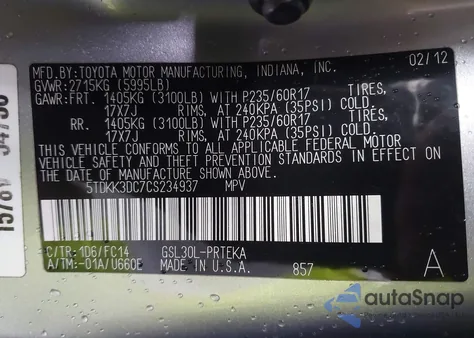 MFD.BY:TOYOTA MOTOR MANUFACTURING, INDIANA, INC. 02/12
GVWR:2715KG (5995LB)
GAWR:FRT. 1405KG (3100LB) WITH P235/60R17 TIRES,
17X7J RIMS, AT 240KPA (35PSI) COLD.
RR. 1405KG (3100LB) WITH P235/60R17 TIRES,
17X7J RIMS, AT 240KPA (35PSI) COLD.
THIS VEHICLE CONFORMS TO ALL APPLICABLE FEDERAL MOTOR
VEHICLE SAFETY AND THEFT PREVENTION STANDARDS IN EFFECT ON
THE DATE OF MANUFACTURE SHOWN ABOVE.
5TDKK3DC7CS234937 MPV
C/TR:1D6/FC14 GSL30L-PRTEKA
A/TM:-01A/U660E MADE IN U.S.A. 857 A
autoSnap